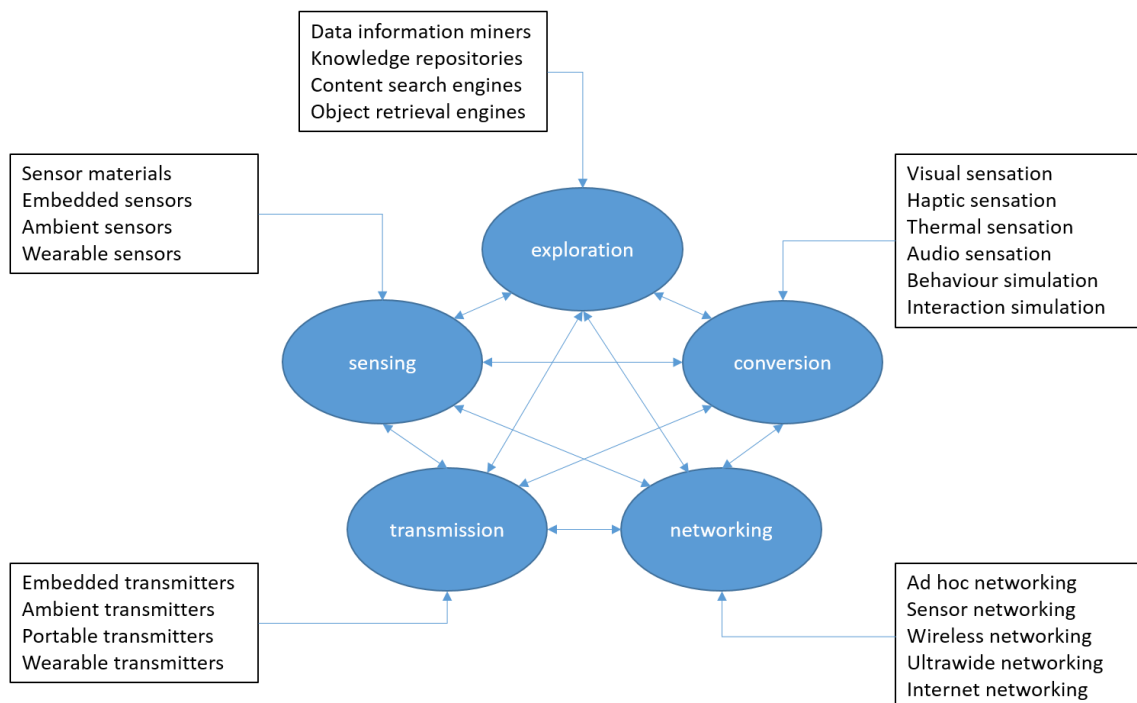 Data information miners
Knowledge repositories
Content search engines
Object retrieval engines
Sensor materials
Embedded sensors
Ambient sensors
Wearable sensors
Visual sensation
Haptic sensation
Thermal sensation
Audio sensation
Behaviour simulation
Interaction simulation
exploration
sensing
conversion
transmission
networking
Embedded transmitters
Ambient transmitters
Portable transmitters
Wearable transmitters
Ad hoc networking
Sensor networking
Wireless networking
Ultrawide networking
Internet networking